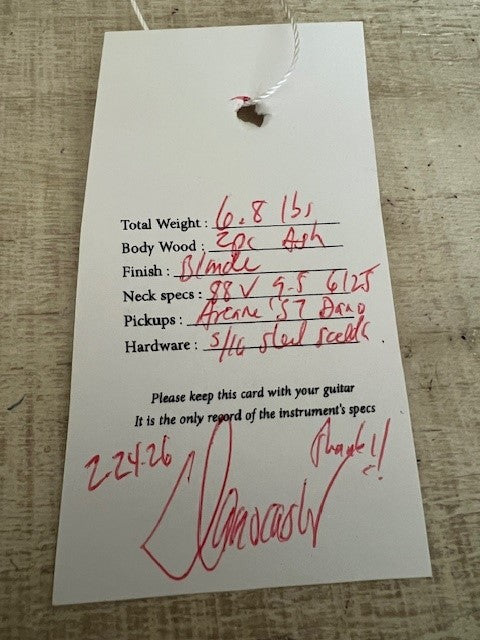 Total Weight : 6.8 lbs
Body Wood : 2pc Ash
Finish : Blonde
Neck specs : 88 V 9.5 6125
Pickups : Arcane '57 Dano
Hardware : 5/16 steel
Please keep this card with your guitar
It is the only record of the instrument's specs
2-24-26 Thanks!!
Danocaster